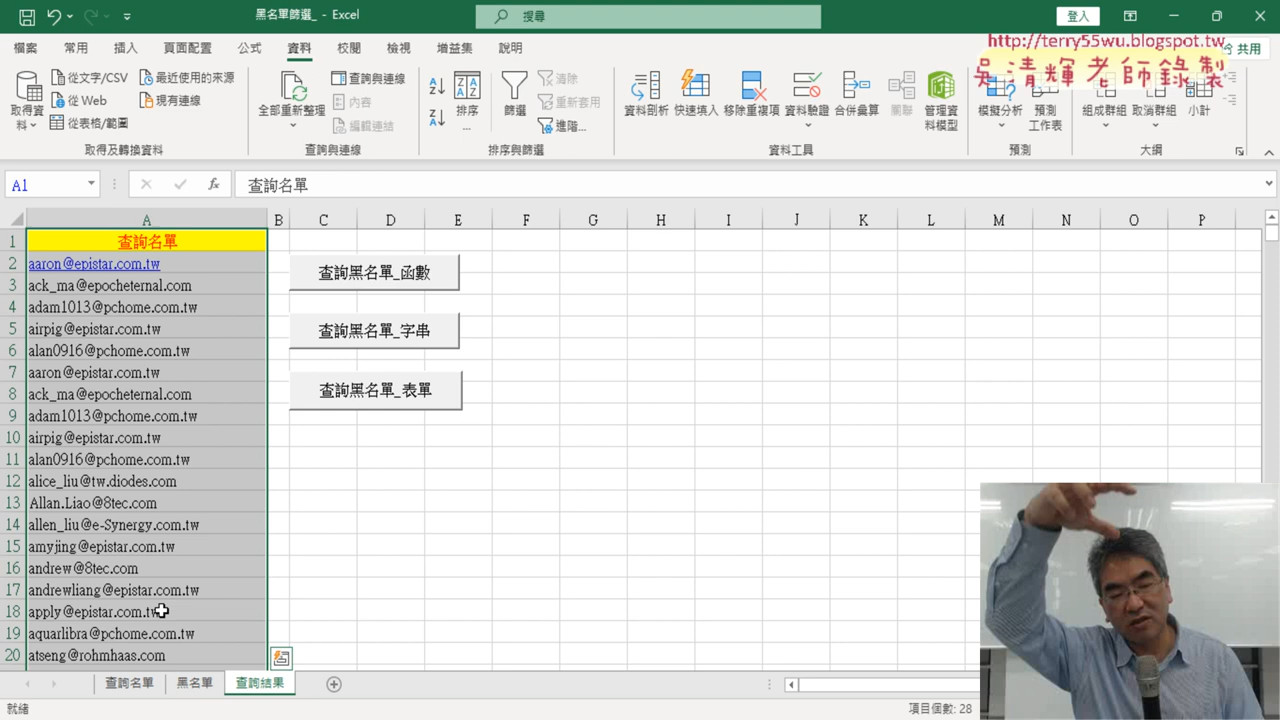 黑名單篩選_ - Excel
搜尋
登入
檔案
常用
插入
頁面配置
公式
資料
校閱
檢視
增益集
說明
http://terry55wu.blogspot.tw
共用
吳清輝老師錄製
取得資料
從文字/CSV
從 Web
從表格/範圍
最近使用的來源
現有連線
取得及轉換資料
全部重新整理
查詢與連線
內容
編輯連結
查詢與連線
排序...
篩選
清除
重新套用
進階...
排序與篩選
資料剖析
快速填入
移除重複項
資料驗證
合併彙算
關聯
管理資料模型
資料工具
模擬分析
預測工作表
預測
組成群組
取消群組
小計
大綱
A1
fx
查詢名單
A B C D E F G H I J K L M N O P
1 查詢名單
2 aaron@epistar.com.tw
3 ack_ma@epocheternal.com
4 adam1013@pchome.com.tw
5 airpig@epistar.com.tw
6 alan0916@pchome.com.tw
7 aaron@epistar.com.tw
8 ack_ma@epocheternal.com
9 adam1013@pchome.com.tw
10 airpig@epistar.com.tw
11 alan0916@pchome.com.tw
12 alice_liu@tw.diodes.com
13 Allan.Liao@8tec.com
14 allen_liu@e-Synergy.com.tw
15 amyjing@epistar.com.tw
16 andrew@8tec.com
17 andrewliang@epistar.com.tw
18 apply@epistar.com.tw
19 aquarlibra@pchome.com.tw
20 atseng@rohmhaas.com
查詢黑名單_函數
查詢黑名單_字串
查詢黑名單_表單
查詢名單
黑名單
查詢結果
就緒
項目個數: 28